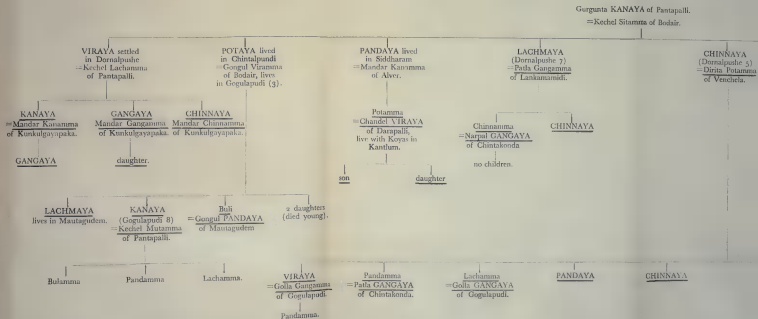 Gurgunta KANAYA of Pantapalli.
=Kechel Sitamma of Bodair.
VIRAYA settled
in Dornalpushe
=Kechel Lachamma
of Pantapalli.
POTAYA lived
in Chintalpundi
=Gongul Viramma
of Bodair, lives
in Gogulapudi (3).
PANDAYA lived
in Siddharam
=Mandar Kanamma
of Alver.
LACHMAYA
(Dornalpushe 7)
=Patla Gangamma
of Lankamansidi.
CHINNAYA
(Dornalpushe 5)
=Dirita Potamma
of Venchela.
KANAYA
=Mandar Kanamma
of Kunkulgayapaka.
GANGAYA
Mandar Gangamma
of Kunkulgayapaka.
CHINNAYA
Mandar Chinnamma
of Kunkulgayapaka.
GANGAYA
daughter.
Potamma
=Chandel VIRAYA
of Darapalli,
live with Koyas in
Kantlum.
son
daughter
Chinnamma
=Narpal GANGAYA
of Chintakonda
no children.
CHINNAYA
LACHMAYA
lives in Mautagudem.
KANAYA
(Gogulapudi 8)
=Kechel Mutamma
of Pantapalli.
Buli
=Gongul PANDAYA
of Mautagudem
2 daughters
(died young).
Bulamma
Pandamma
Lachamma.
VIRAYA
=Golla Gangamma
of Gogulapudi.
Pandamma.
Pandamma
=Patla GANGAYA
of Chintakonda.
Lachamma
=Golla GANGAYA
of Gogulapudi.
PANDAYA
CHINNAYA